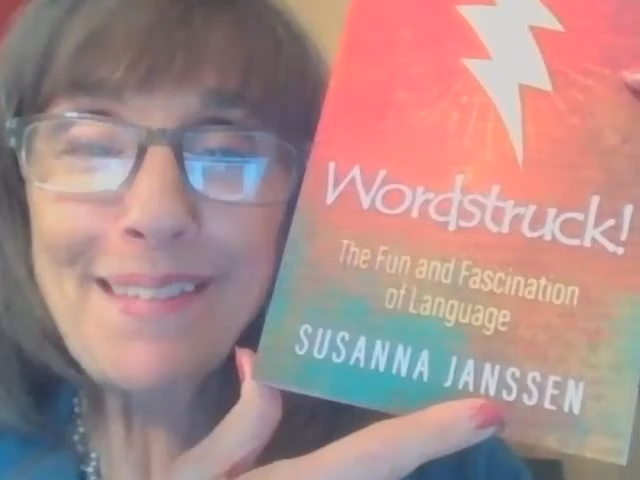 Wordstruck!
The Fun and Fascination
of Language
SUSANNA JANSSEN